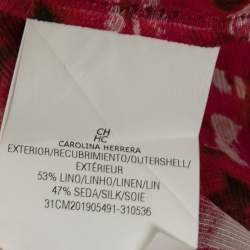 CH
HC
CAROLINA HERRERA
EXTERIOR/RECUBRIMIENTO/OUTERSHELL/
EXTÉRIEUR
53% LINO/LINHO/LINEN/LIN
47% SEDA/SILK/SOIE
31CM201905491-310536